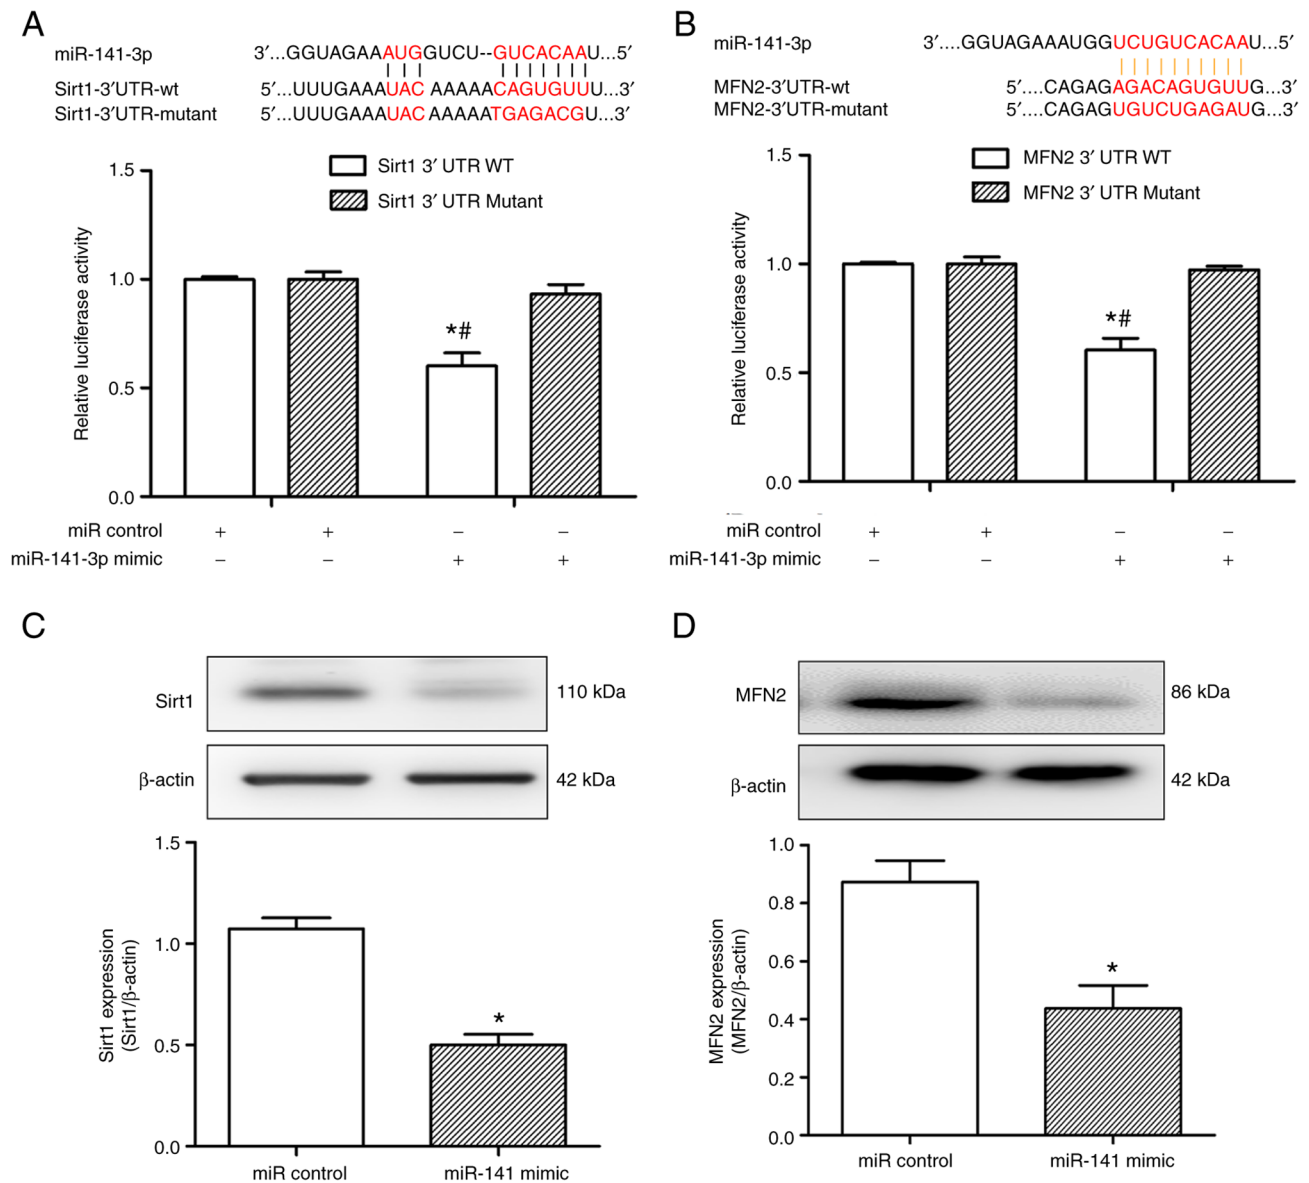 A
miR-141-3p 3′...GGUAGAAAUGGUCU--GUCACAAU...5′
Sirt1-3′UTR-wt 5′...UUUGAAAUAC AAAAACAGUGUUU...3′
Sirt1-3′UTR-mutant 5′...UUUGAAAUAC AAAAATGAGACGU...3′
Sirt1 3′ UTR WT
Sirt1 3′ UTR Mutant
Relative luciferase activity
1.5
1.0
0.5
0.0
*#
miR control + + − −
miR-141-3p mimic − − + +
B
miR-141-3p 3′....GGUAGAAAUGGUCUGUCACAAU...5′
MFN2-3′UTR-wt 5′....CAGAGAGACAGUGUUG...3′
MFN2-3′UTR-mutant 5′....CAGAGUGUCUGAGAUG...3′
MFN2 3′ UTR WT
MFN2 3′ UTR Mutant
Relative luciferase activity
1.5
1.0
0.5
0.0
*#
miR control + + − −
miR-141-3p mimic − − + +
C
Sirt1 110 kDa
β-actin 42 kDa
Sirt1 expression
(Sirt1/β-actin)
1.5
1.0
0.5
0.0
*
miR control miR-141 mimic
D
MFN2 86 kDa
β-actin 42 kDa
MFN2 expression
(MFN2/β-actin)
1.0
0.8
0.6
0.4
0.2
0.0
*
miR control miR-141 mimic